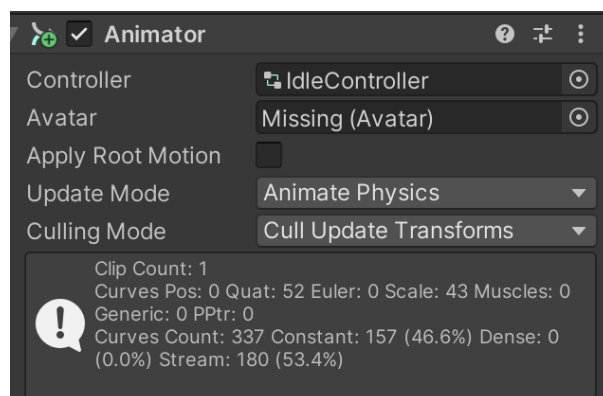 Animator
Controller IdleController
Avatar Missing (Avatar)
Apply Root Motion
Update Mode Animate Physics
Culling Mode Cull Update Transforms
Clip Count: 1
Curves Pos: 0 Quat: 52 Euler: 0 Scale: 43 Muscles: 0
Generic: 0 PPtr: 0
Curves Count: 337 Constant: 157 (46.6%) Dense: 0
(0.0%) Stream: 180 (53.4%)